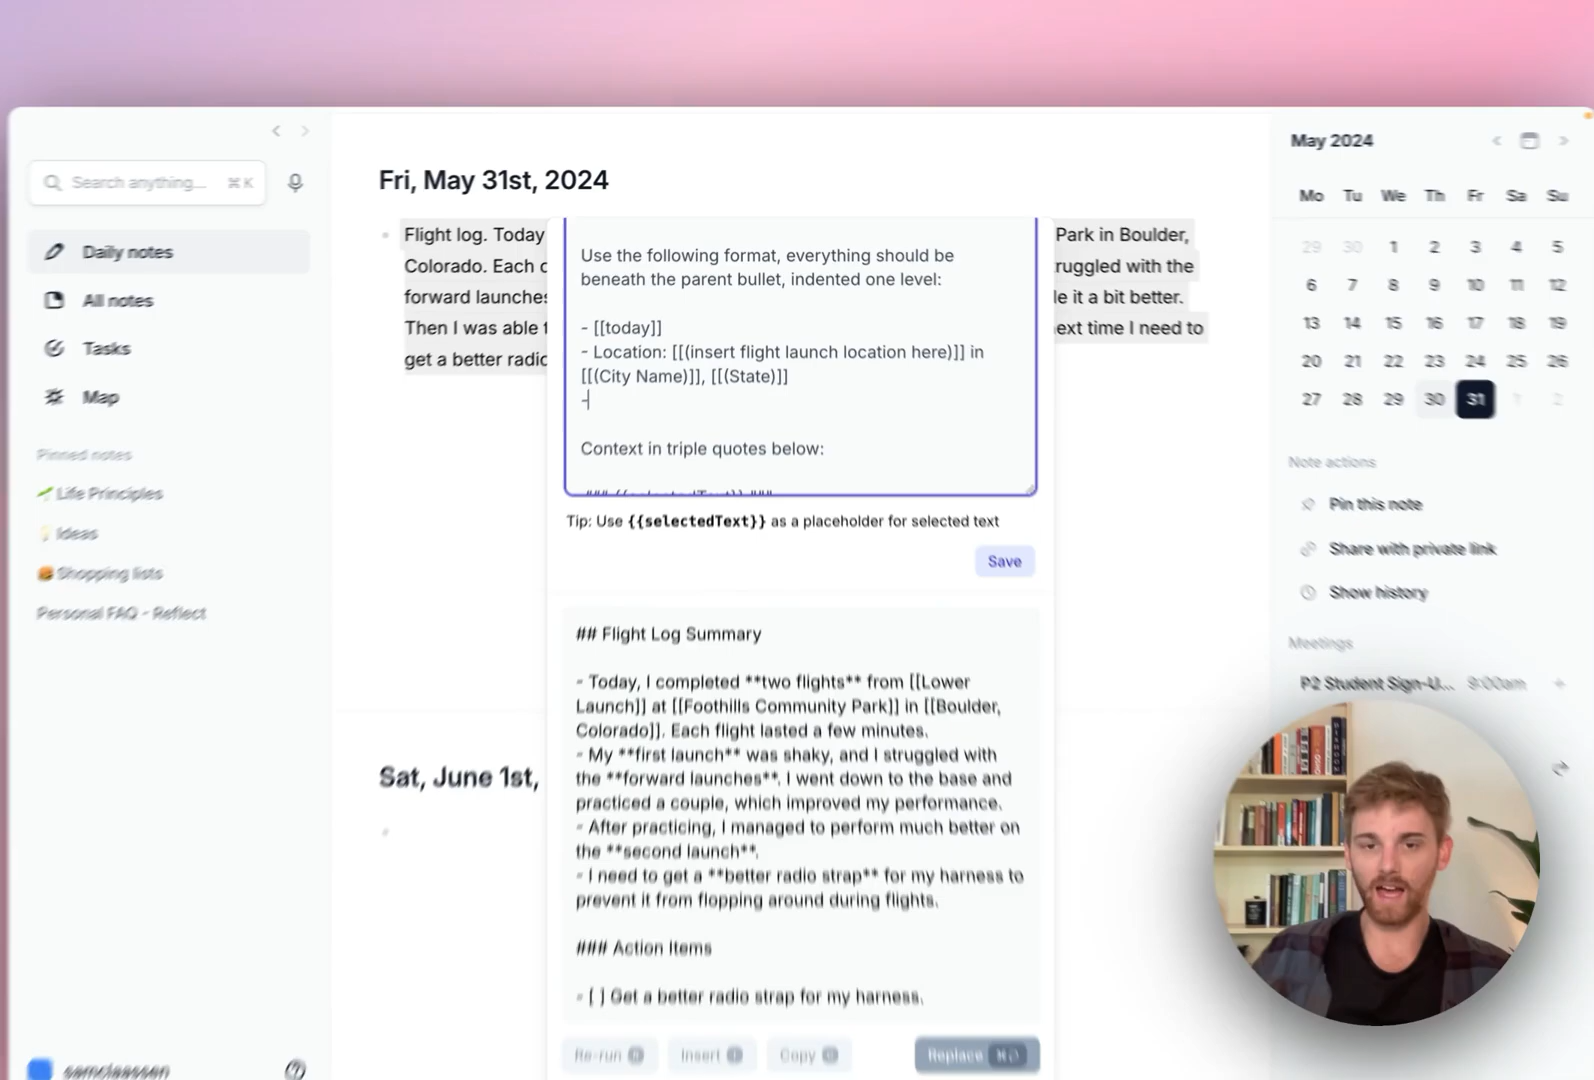 Search anything... ⌘ K
Daily notes
All notes
Tasks
Map
Pinned notes
Life Principles
Ideas
Shopping lists
Personal FAQ - Reflect
samclaassen
Fri, May 31st, 2024
Flight log. Today
Park in Boulder,
Colorado. Each
ruggled with the
forward launches
le it a bit better.
Then I was able
ext time I need to
get a better radio
Sat, June 1st,
Use the following format, everything should be
beneath the parent bullet, indented one level:
- [[today]]
- Location: [[(insert flight launch location here)]] in
[[(City Name)]], [[(State)]]
-
Context in triple quotes below:
Tip: Use {{selectedText}} as a placeholder for selected text
Save
## Flight Log Summary
- Today, I completed **two flights** from [[Lower
Launch]] at [[Foothills Community Park]] in [[Boulder,
Colorado]]. Each flight lasted a few minutes.
- My **first launch** was shaky, and I struggled with
the **forward launches**. I went down to the base and
practiced a couple, which improved my performance.
- After practicing, I managed to perform much better on
the **second launch**.
- I need to get a **better radio strap** for my harness to
prevent it from flopping around during flights.
### Action Items
- [ ] Get a better radio strap for my harness.
Re-run
Insert
Copy
Replace
May 2024
Mo Tu We Th Fr Sa Su
29 30 1 2 3 4 5
6 7 8 9 10 11 12
13 14 15 16 17 18 19
20 21 22 23 24 25 26
27 28 29 30 31 1 2
Note actions
Pin this note
Share with private link
Show history
Meetings
P2 Student Sign-U... 9:00am +